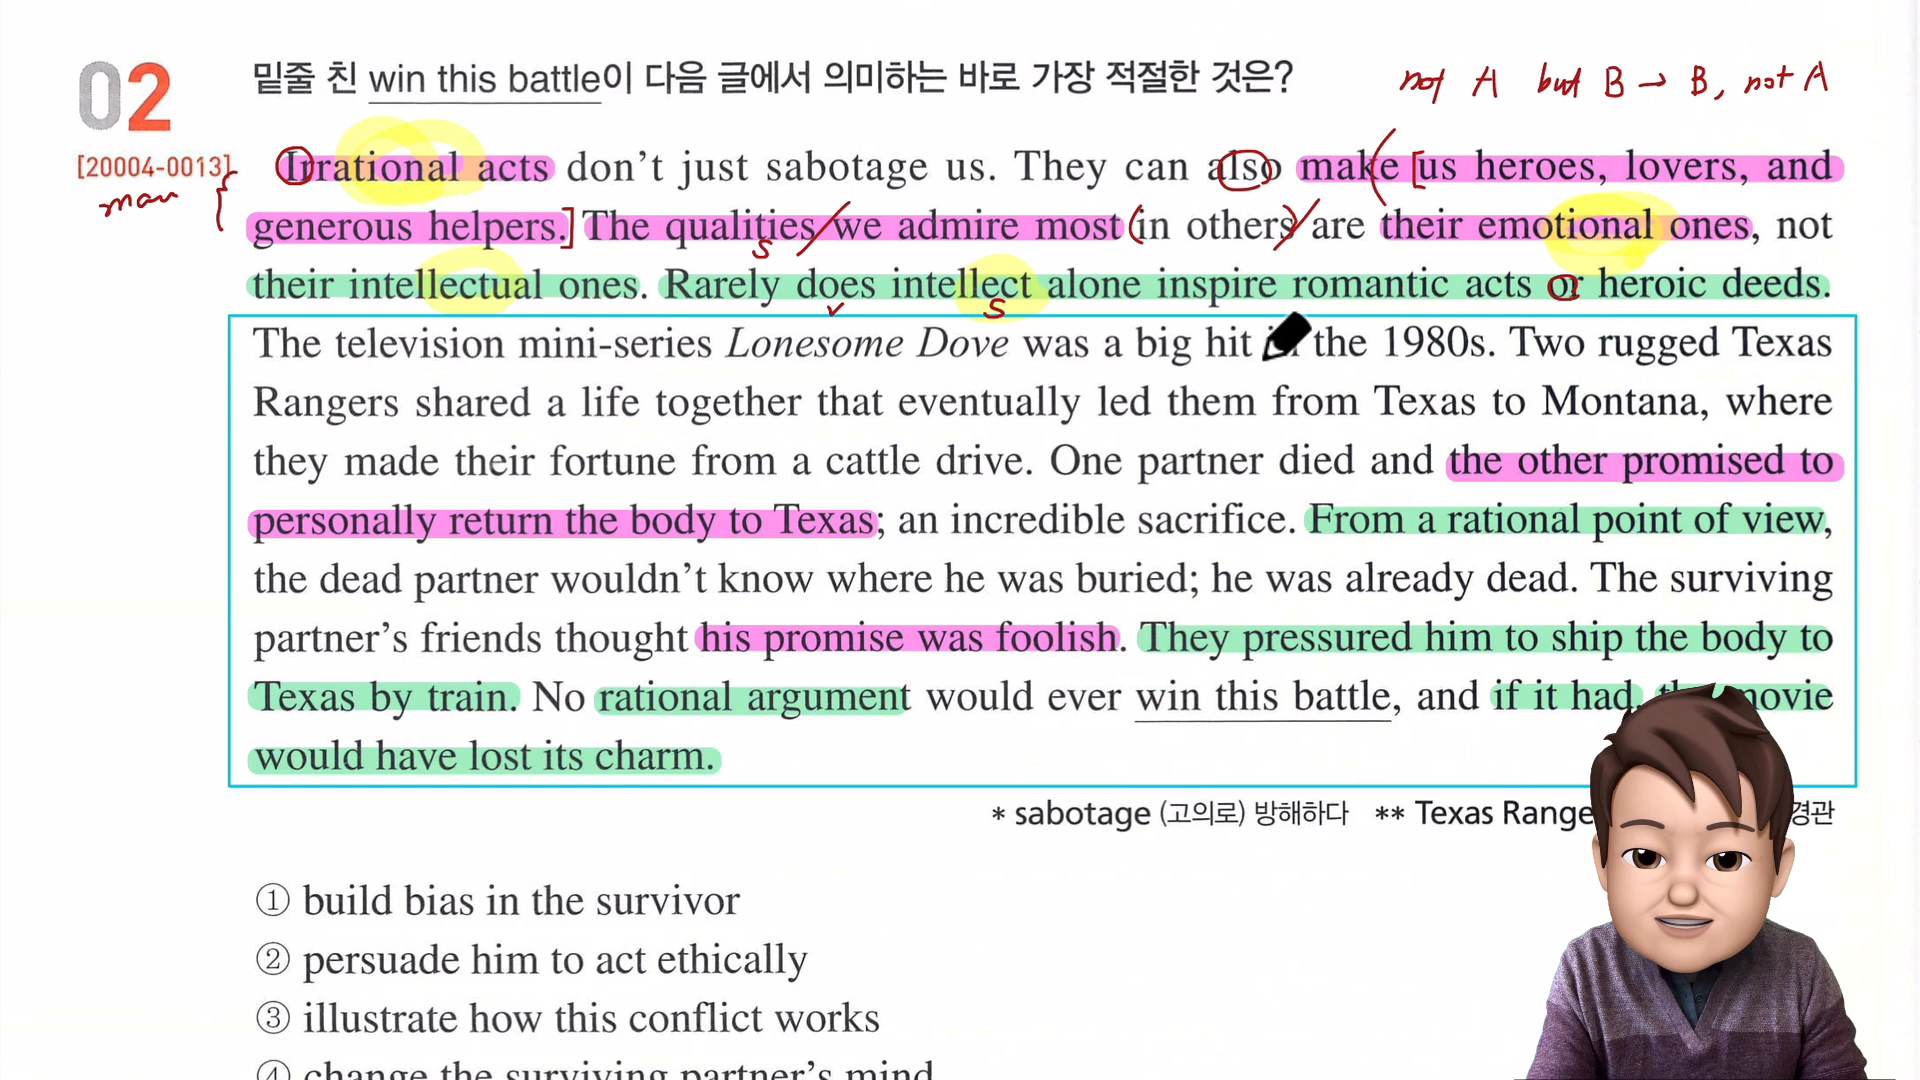 02 밑줄 친 win this battle이 다음 글에서 의미하는 바로 가장 적절한 것은?
not A but B → B, not A
[20004-0013]
Irrational acts don't just sabotage us. They can also make [us heroes, lovers, and
generous helpers.] The qualities we admire most (in others) are their emotional ones, not
s
their intellectual ones. Rarely does intellect alone inspire romantic acts or heroic deeds.
v s
The television mini-series Lonesome Dove was a big hit the 1980s. Two rugged Texas
Rangers shared a life together that eventually led them from Texas to Montana, where
they made their fortune from a cattle drive. One partner died and the other promised to
personally return the body to Texas; an incredible sacrifice. From a rational point of view,
the dead partner wouldn't know where he was buried; he was already dead. The surviving
partner's friends thought his promise was foolish. They pressured him to ship the body to
Texas by train. No rational argument would ever win this battle, and if it had, movie
would have lost its charm.
* sabotage (고의로) 방해하다 ** Texas Range 경관
① build bias in the survivor
② persuade him to act ethically
③ illustrate how this conflict works
④ change the surviving partner's mind